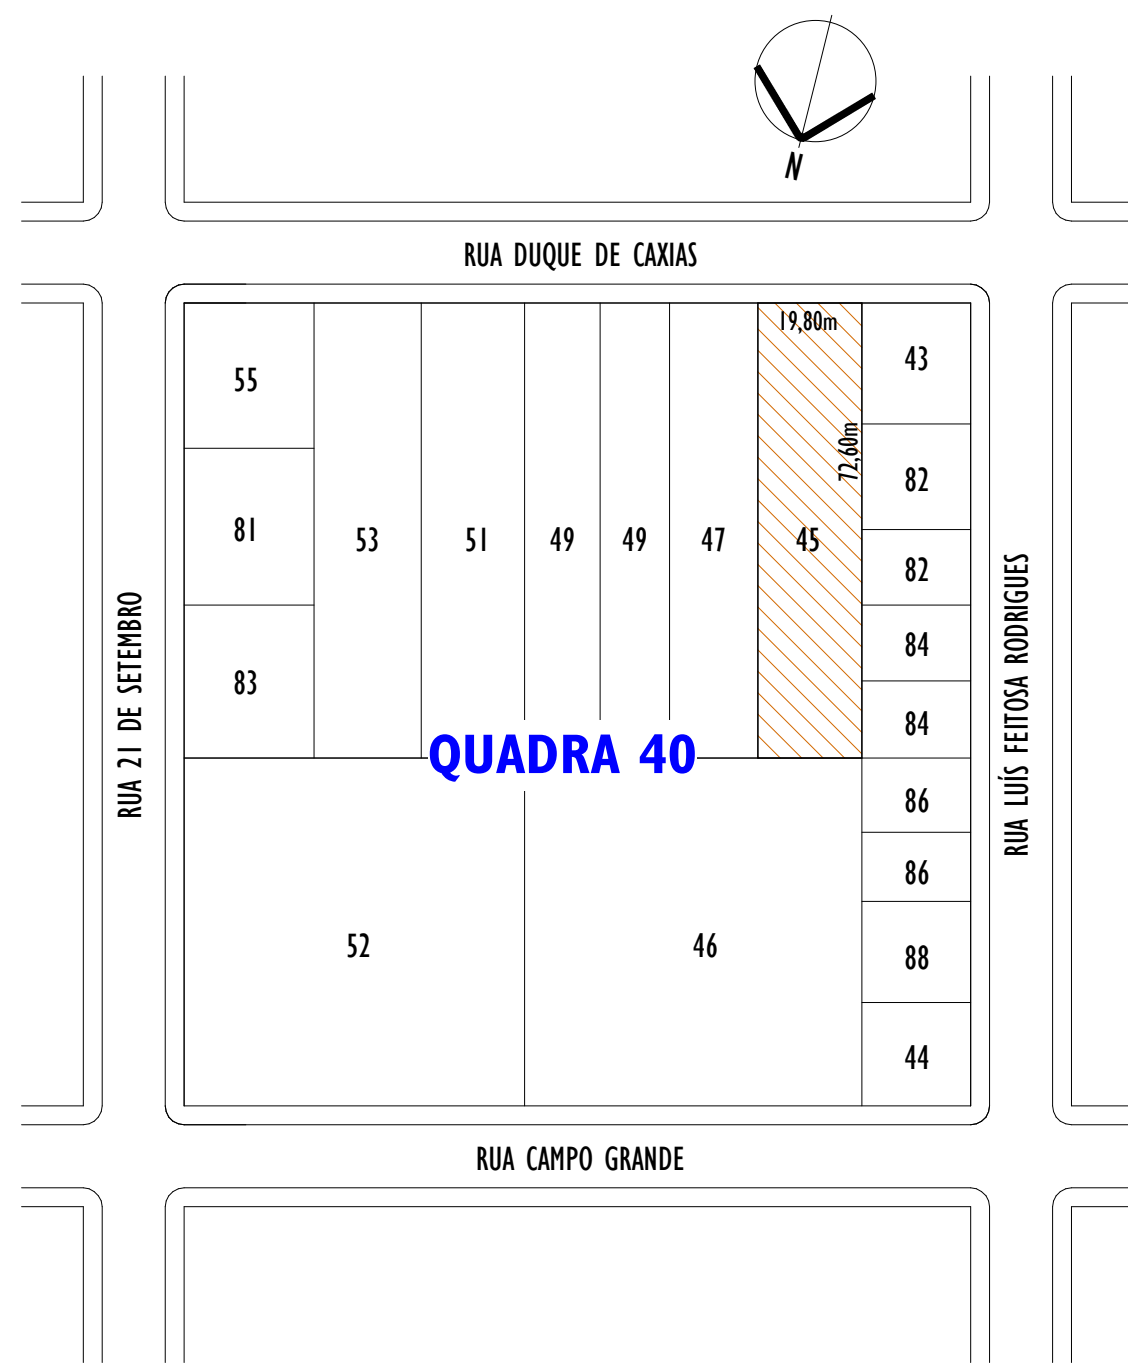 N
RUA DUQUE DE CAXIAS
19,80m
43
55
72,60m
82
81
53
51
49
49
47
45
82
RUA 21 DE SETEMBRO
RUA LUÍS FEITOSA RODRIGUES
84
83
84
QUADRA 40
86
86
52
46
88
44
RUA CAMPO GRANDE